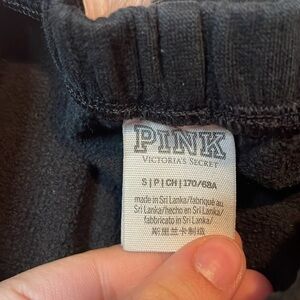 PINK
VICTORIA'S SECRET
S | P | CH | 170/68A
made in Sri Lanka/fabriqué au
Sri Lanka/hecho en Sri Lanka/
fabbricato in Sri Lanka/
斯里兰卡制造